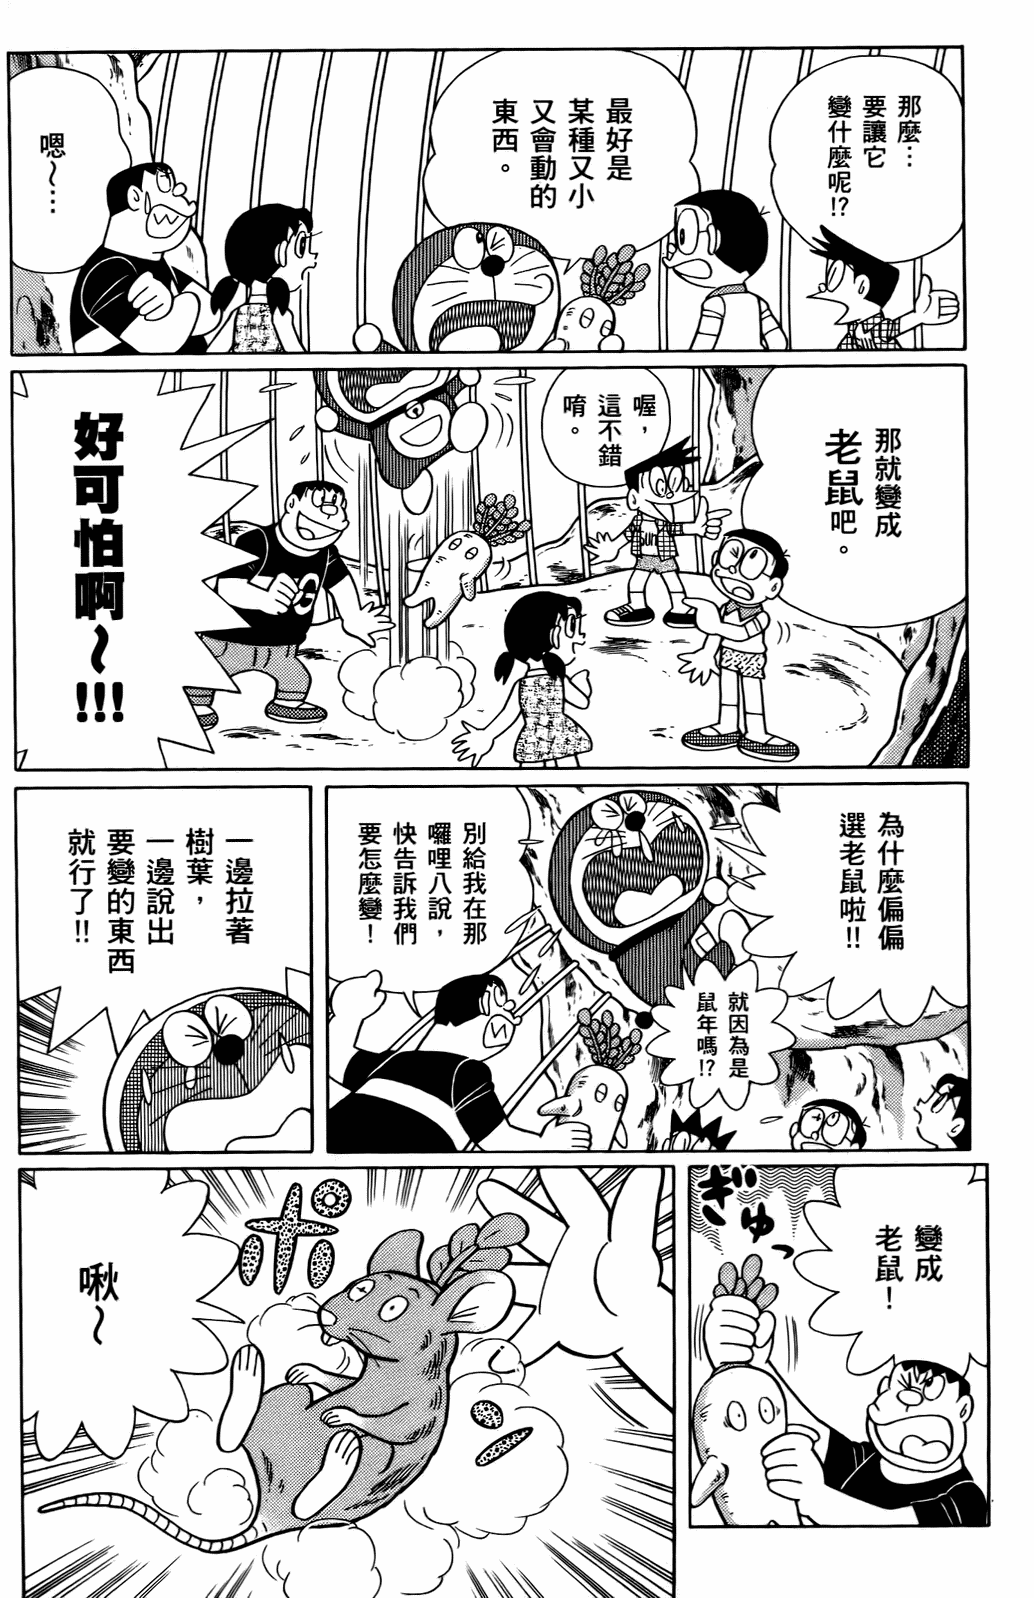 那麼…
要讓它
變什麼呢!?
最好是
某種又小
又會動的
東西。
嗯～…
那就變成
老鼠吧。
喔，
這不錯
唷。
SUN
G
好可怕啊～!!!
為什麼偏偏
選老鼠啦!!
就因為是
鼠年嗎!?
別給我在那
囉哩八說，
快告訴我們
要怎麼變！
一邊拉著
樹葉，
一邊說出
要變的東西
就行了!!
變成
老鼠！
ぎゅっ
ポン
啾～